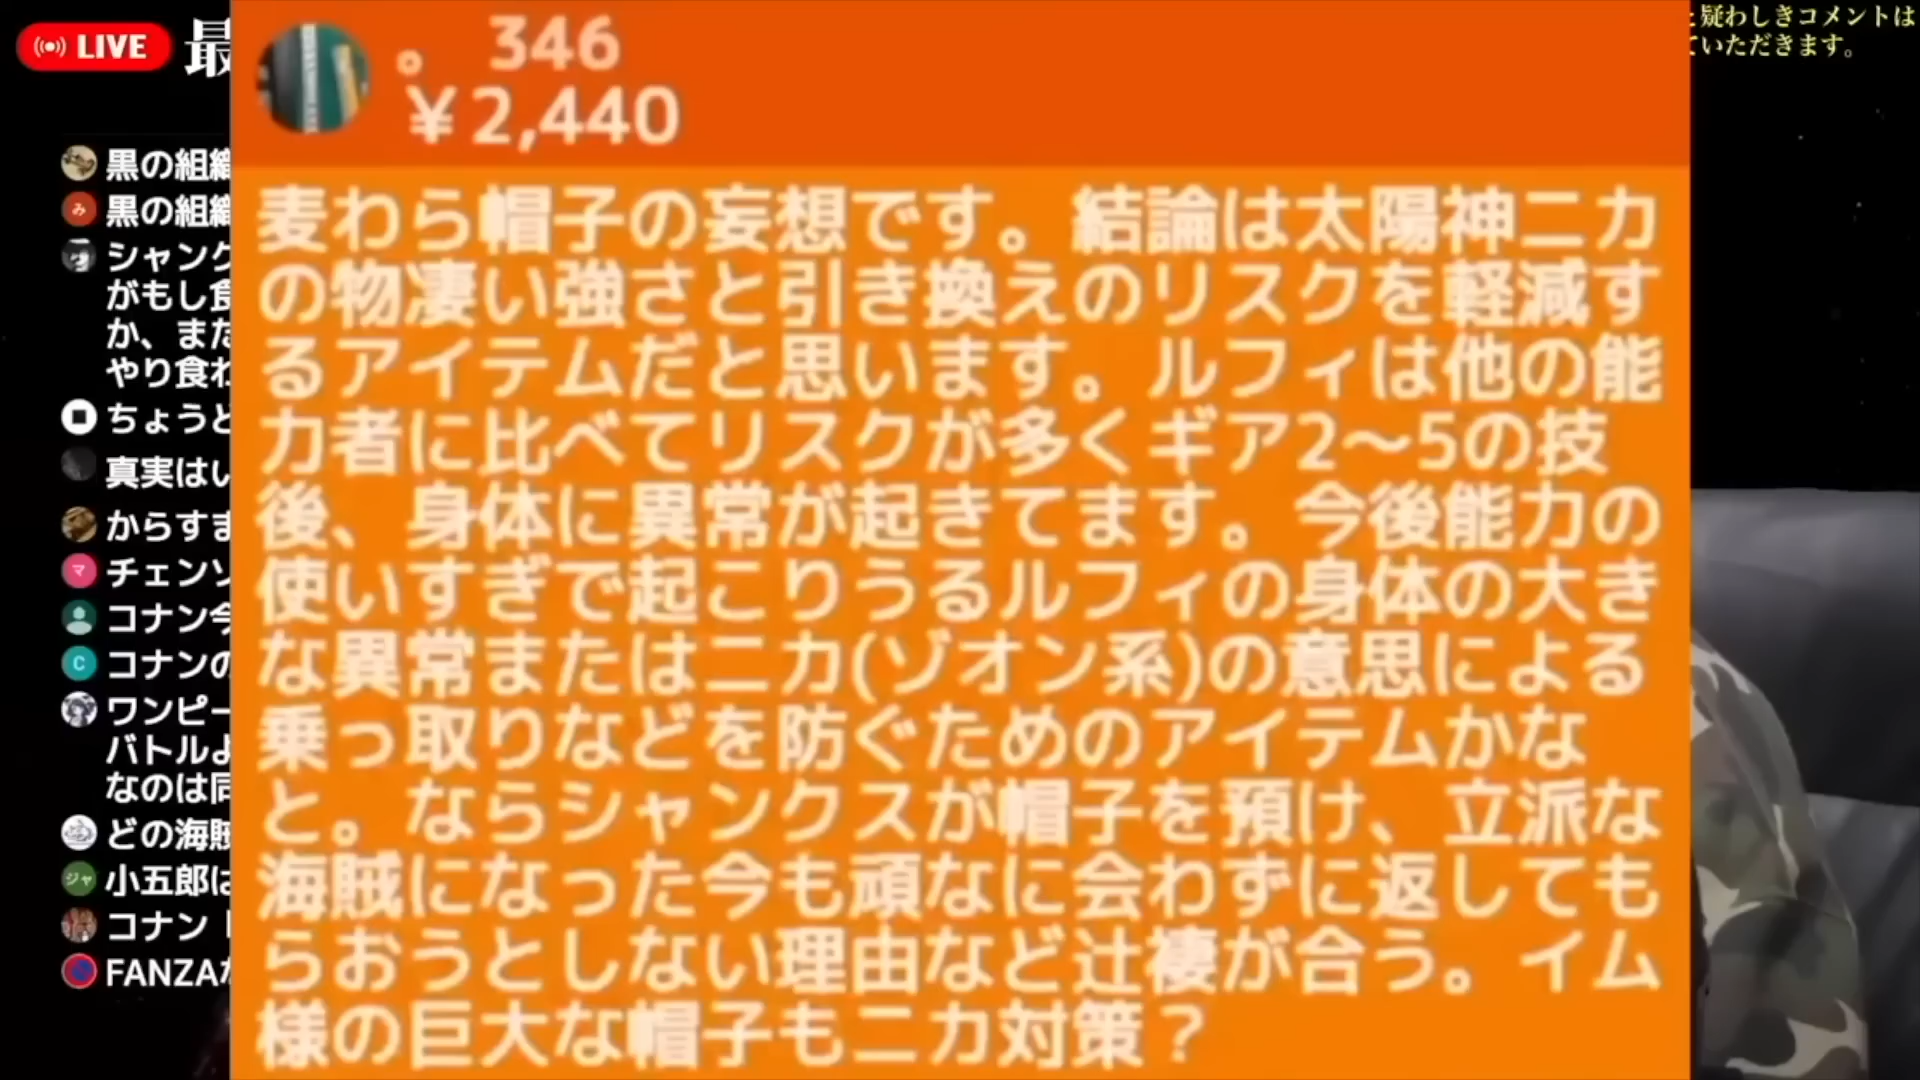 LIVE 最
と疑わしきコメントは
ていただきます。
。 346
￥2,440
麦わら帽子の妄想です。結論は太陽神ニカ
の物凄い強さと引き換えのリスクを軽減す
るアイテムだと思います。ルフィは他の能
力者に比べてリスクが多くギア2〜5の技
後、身体に異常が起きてます。今後能力の
使いすぎで起こりうるルフィの身体の大き
な異常またはニカ(ゾオン系)の意思による
乗っ取りなどを防ぐためのアイテムかな
と。ならシャンクスが帽子を預け、立派な
海賊になった今も頑なに会わずに返しても
らおうとしない理由など辻褄が合う。イム
様の巨大な帽子もニカ対策？
黒の組織
み 黒の組織
シャンク
がもし食
か、また
やり食わ
ちょうど
真実はい
からすま
マ チェンソ
コナン今
C コナンの
ワンピー
バトルよ
なのは同
どの海賊
ジャ 小五郎は
コナン
FANZAな